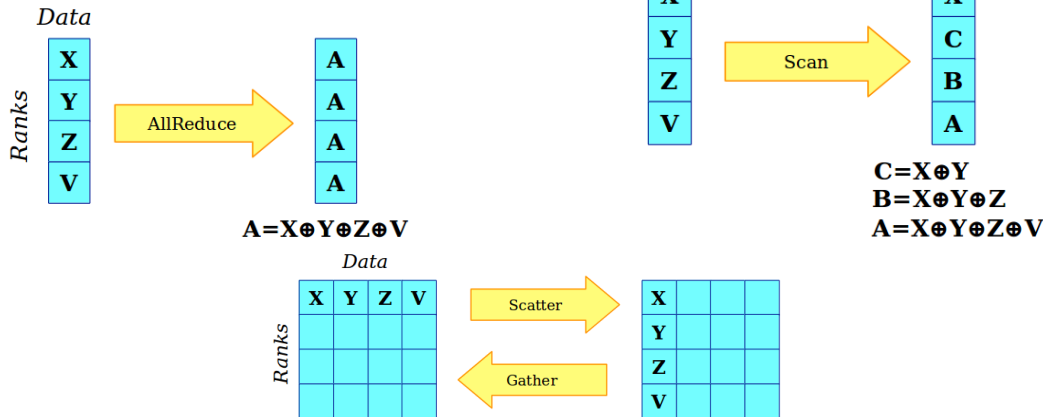 Data
Ranks
X
Y
Z
V
AllReduce
A
A
A
A
A=X⊕Y⊕Z⊕V
Y
Z
V
Scan
C
B
A
C=X⊕Y
B=X⊕Y⊕Z
A=X⊕Y⊕Z⊕V
Data
Ranks
X Y Z V
Scatter
Gather
X
Y
Z
V